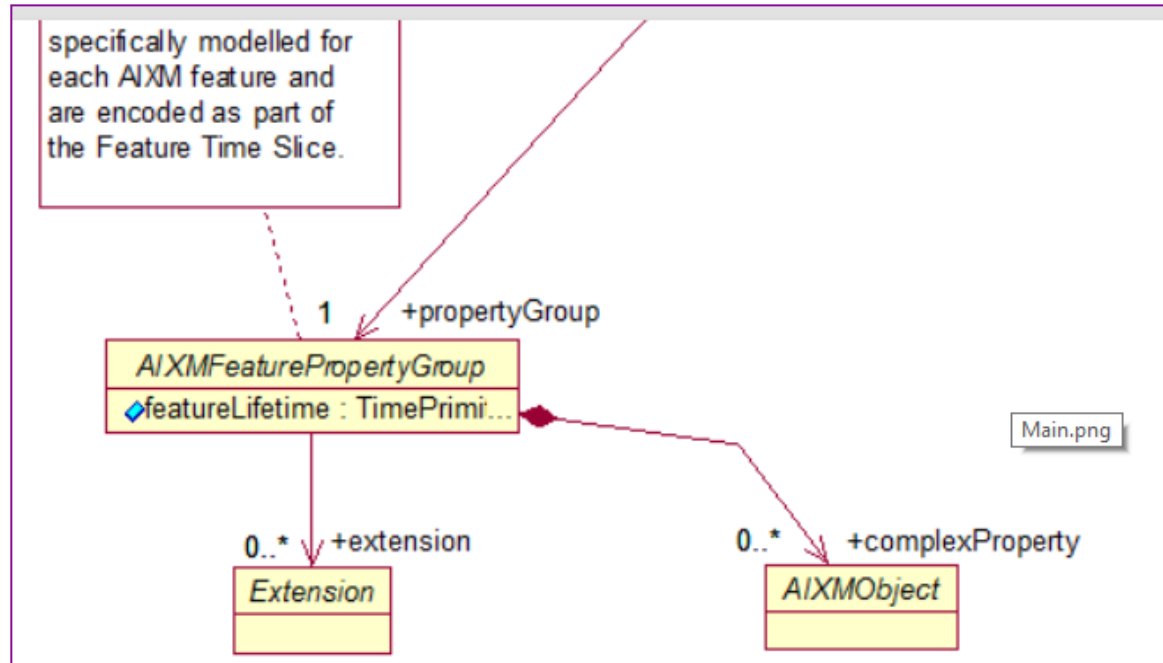 specifically modelled for
each AIXM feature and
are encoded as part of
the Feature Time Slice.
1 +propertyGroup
AIXMFeaturePropertyGroup
featureLifetime : TimePrimit...
Main.png
0..* +extension
0..* +complexProperty
Extension
AIXMObject